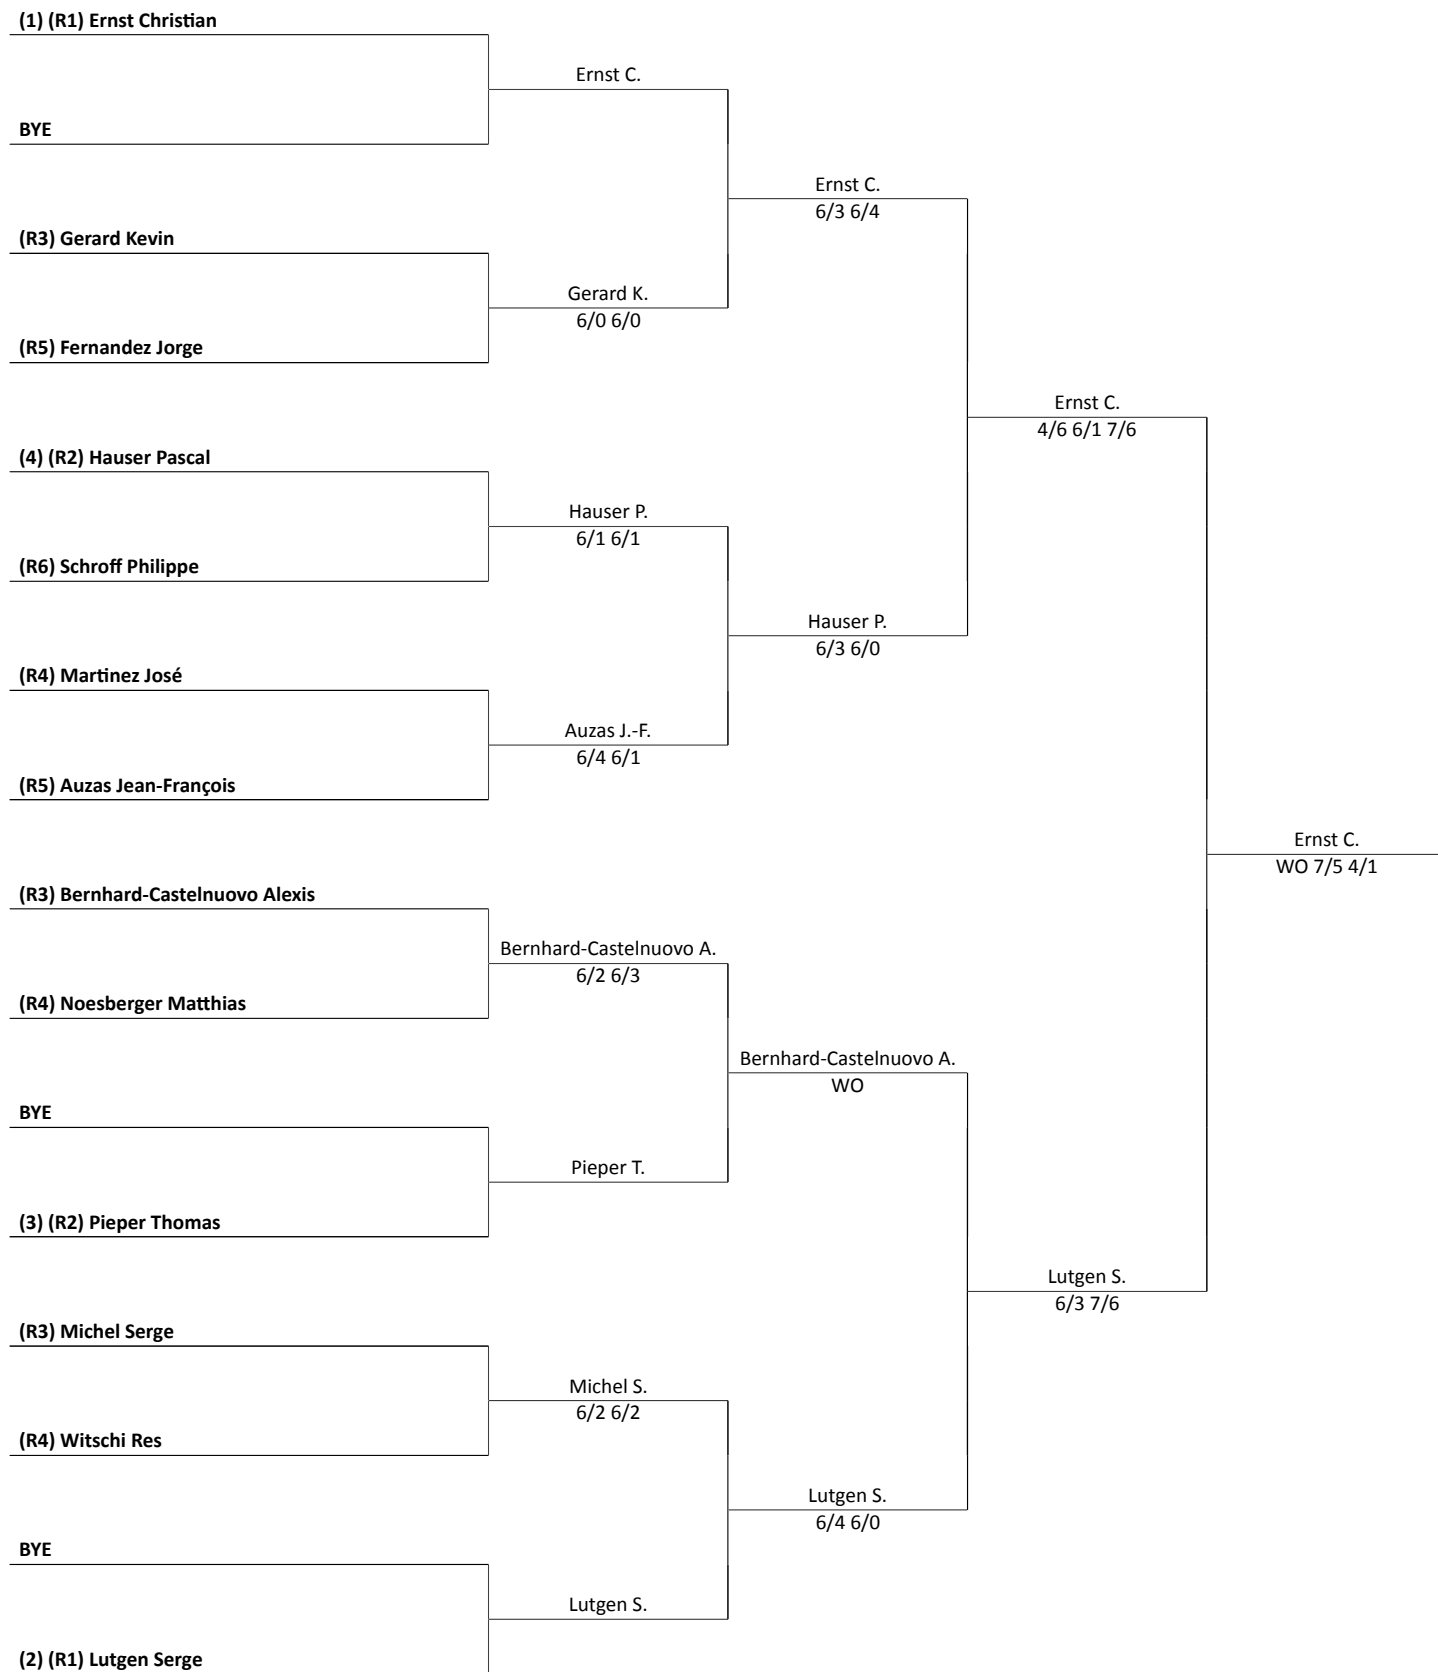 (1) (R1) Ernst Christian
Ernst C.
BYE
Ernst C.
6/3 6/4
(R3) Gerard Kevin
Gerard K.
6/0 6/0
(R5) Fernandez Jorge
Ernst C.
4/6 6/1 7/6
(4) (R2) Hauser Pascal
Hauser P.
6/1 6/1
(R6) Schroff Philippe
Hauser P.
6/3 6/0
(R4) Martinez José
Auzas J.-F.
6/4 6/1
(R5) Auzas Jean-François
Ernst C.
WO 7/5 4/1
(R3) Bernhard-Castelnuovo Alexis
Bernhard-Castelnuovo A.
6/2 6/3
(R4) Noesberger Matthias
Bernhard-Castelnuovo A.
WO
BYE
Pieper T.
(3) (R2) Pieper Thomas
Lutgen S.
6/3 7/6
(R3) Michel Serge
Michel S.
6/2 6/2
(R4) Witschi Res
Lutgen S.
6/4 6/0
BYE
Lutgen S.
(2) (R1) Lutgen Serge